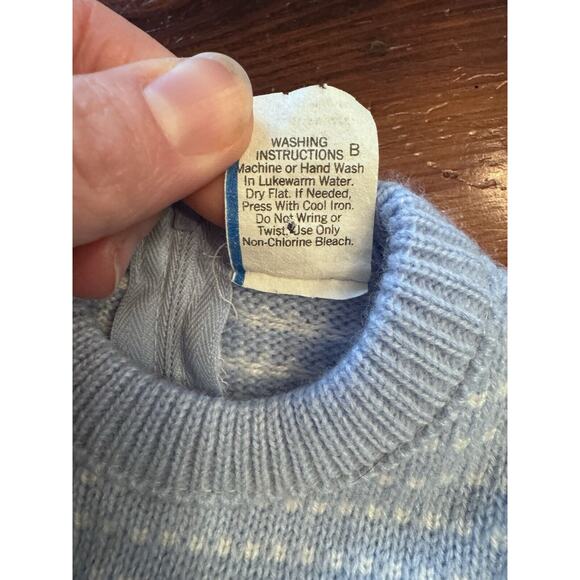 WASHING
INSTRUCTIONS B
Machine or Hand Wash
In Lukewarm Water.
Dry Flat. If Needed,
Press With Cool Iron.
Do Not Wring or
Twist. Use Only
Non-Chlorine Bleach.